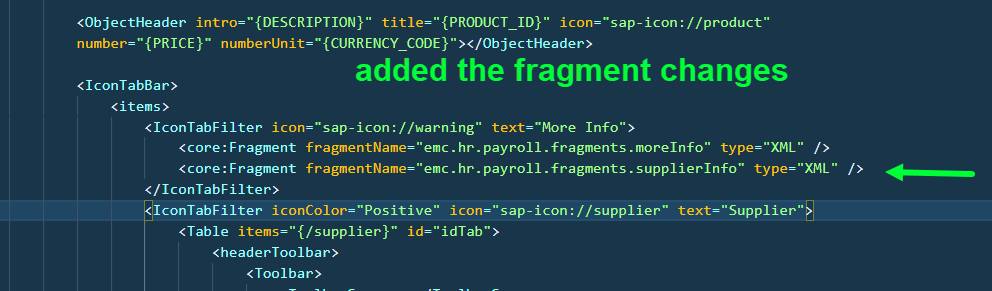 <ObjectHeader intro="{DESCRIPTION}" title="{PRODUCT_ID}" icon="sap-icon://product"
number="{PRICE}" numberUnit="{CURRENCY_CODE}"></ObjectHeader>
added the fragment changes
<IconTabBar>
<items>
<IconTabFilter icon="sap-icon://warning" text="More Info">
<core:Fragment fragmentName="emc.hr.payroll.fragments.moreInfo" type="XML" />
<core:Fragment fragmentName="emc.hr.payroll.fragments.supplierInfo" type="XML" />
</IconTabFilter>
<IconTabFilter iconColor="Positive" icon="sap-icon://supplier" text="Supplier">
<Table items="{/supplier}" id="idTab">
<headerToolbar>
<Toolbar>